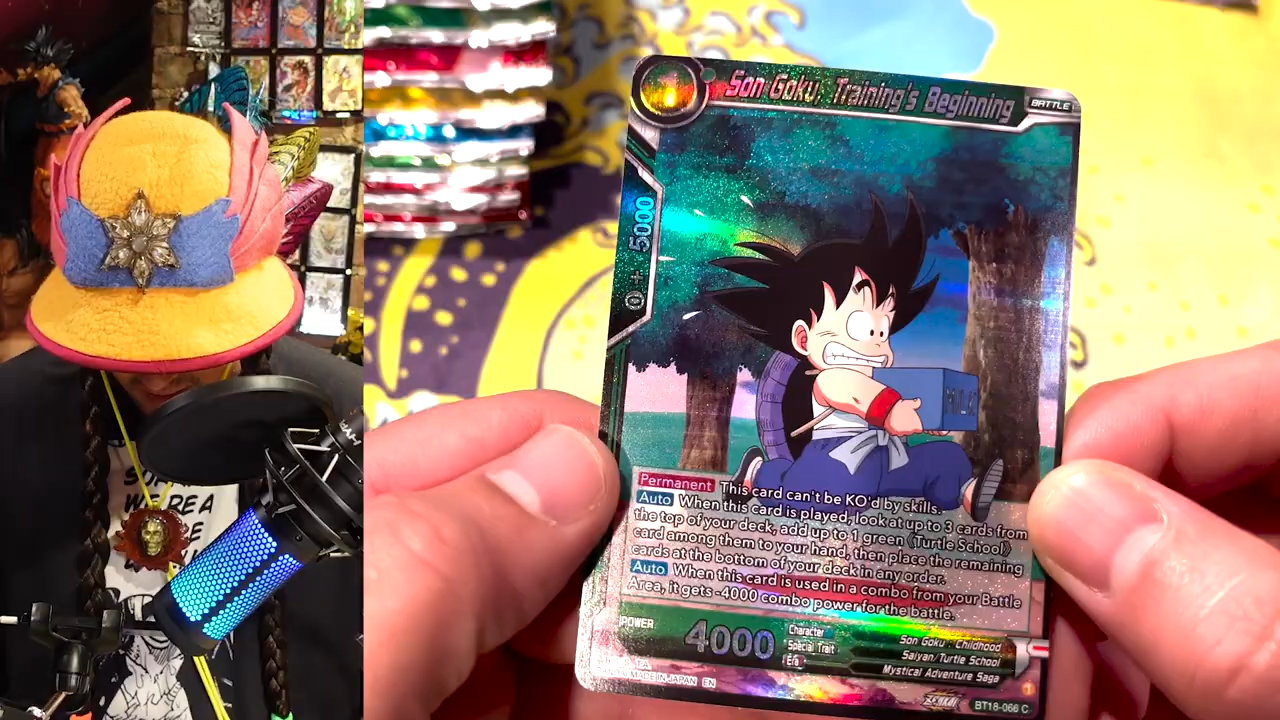 1
Son Goku, Training's Beginning
BATTLE
0 + 5000
Permanent This card can't be KO'd by skills.
Auto When this card is played, look at up to 3 cards from
the top of your deck, add up to 1 green 《Turtle School》
card among them to your hand, then place the remaining
cards at the bottom of your deck in any order.
Auto When this card is used in a combo from your Battle
Area, it gets -4000 combo power for the battle.
POWER
4000
Character
Son Goku : Childhood
Special Trait
Saiyan/Turtle School
Era
Mystical Adventure Saga
MADE IN JAPAN EN
BT18-066 C
WE'RE A